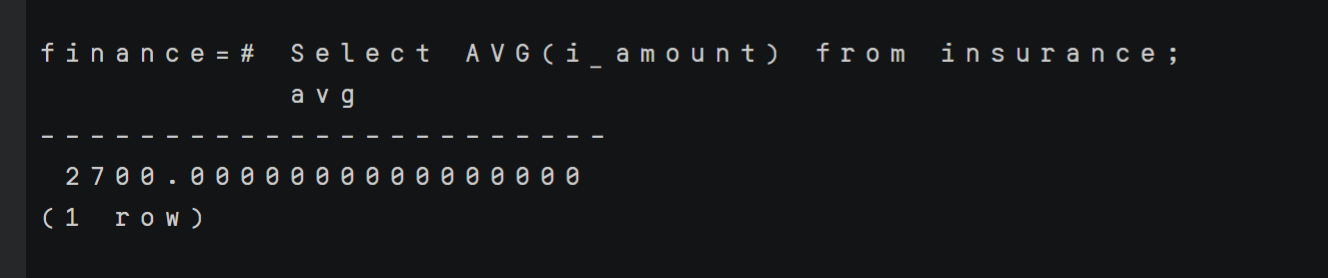 finance=# Select AVG(i_amount) from insurance;
avg
-----------------------
2700.0000000000000000
(1 row)